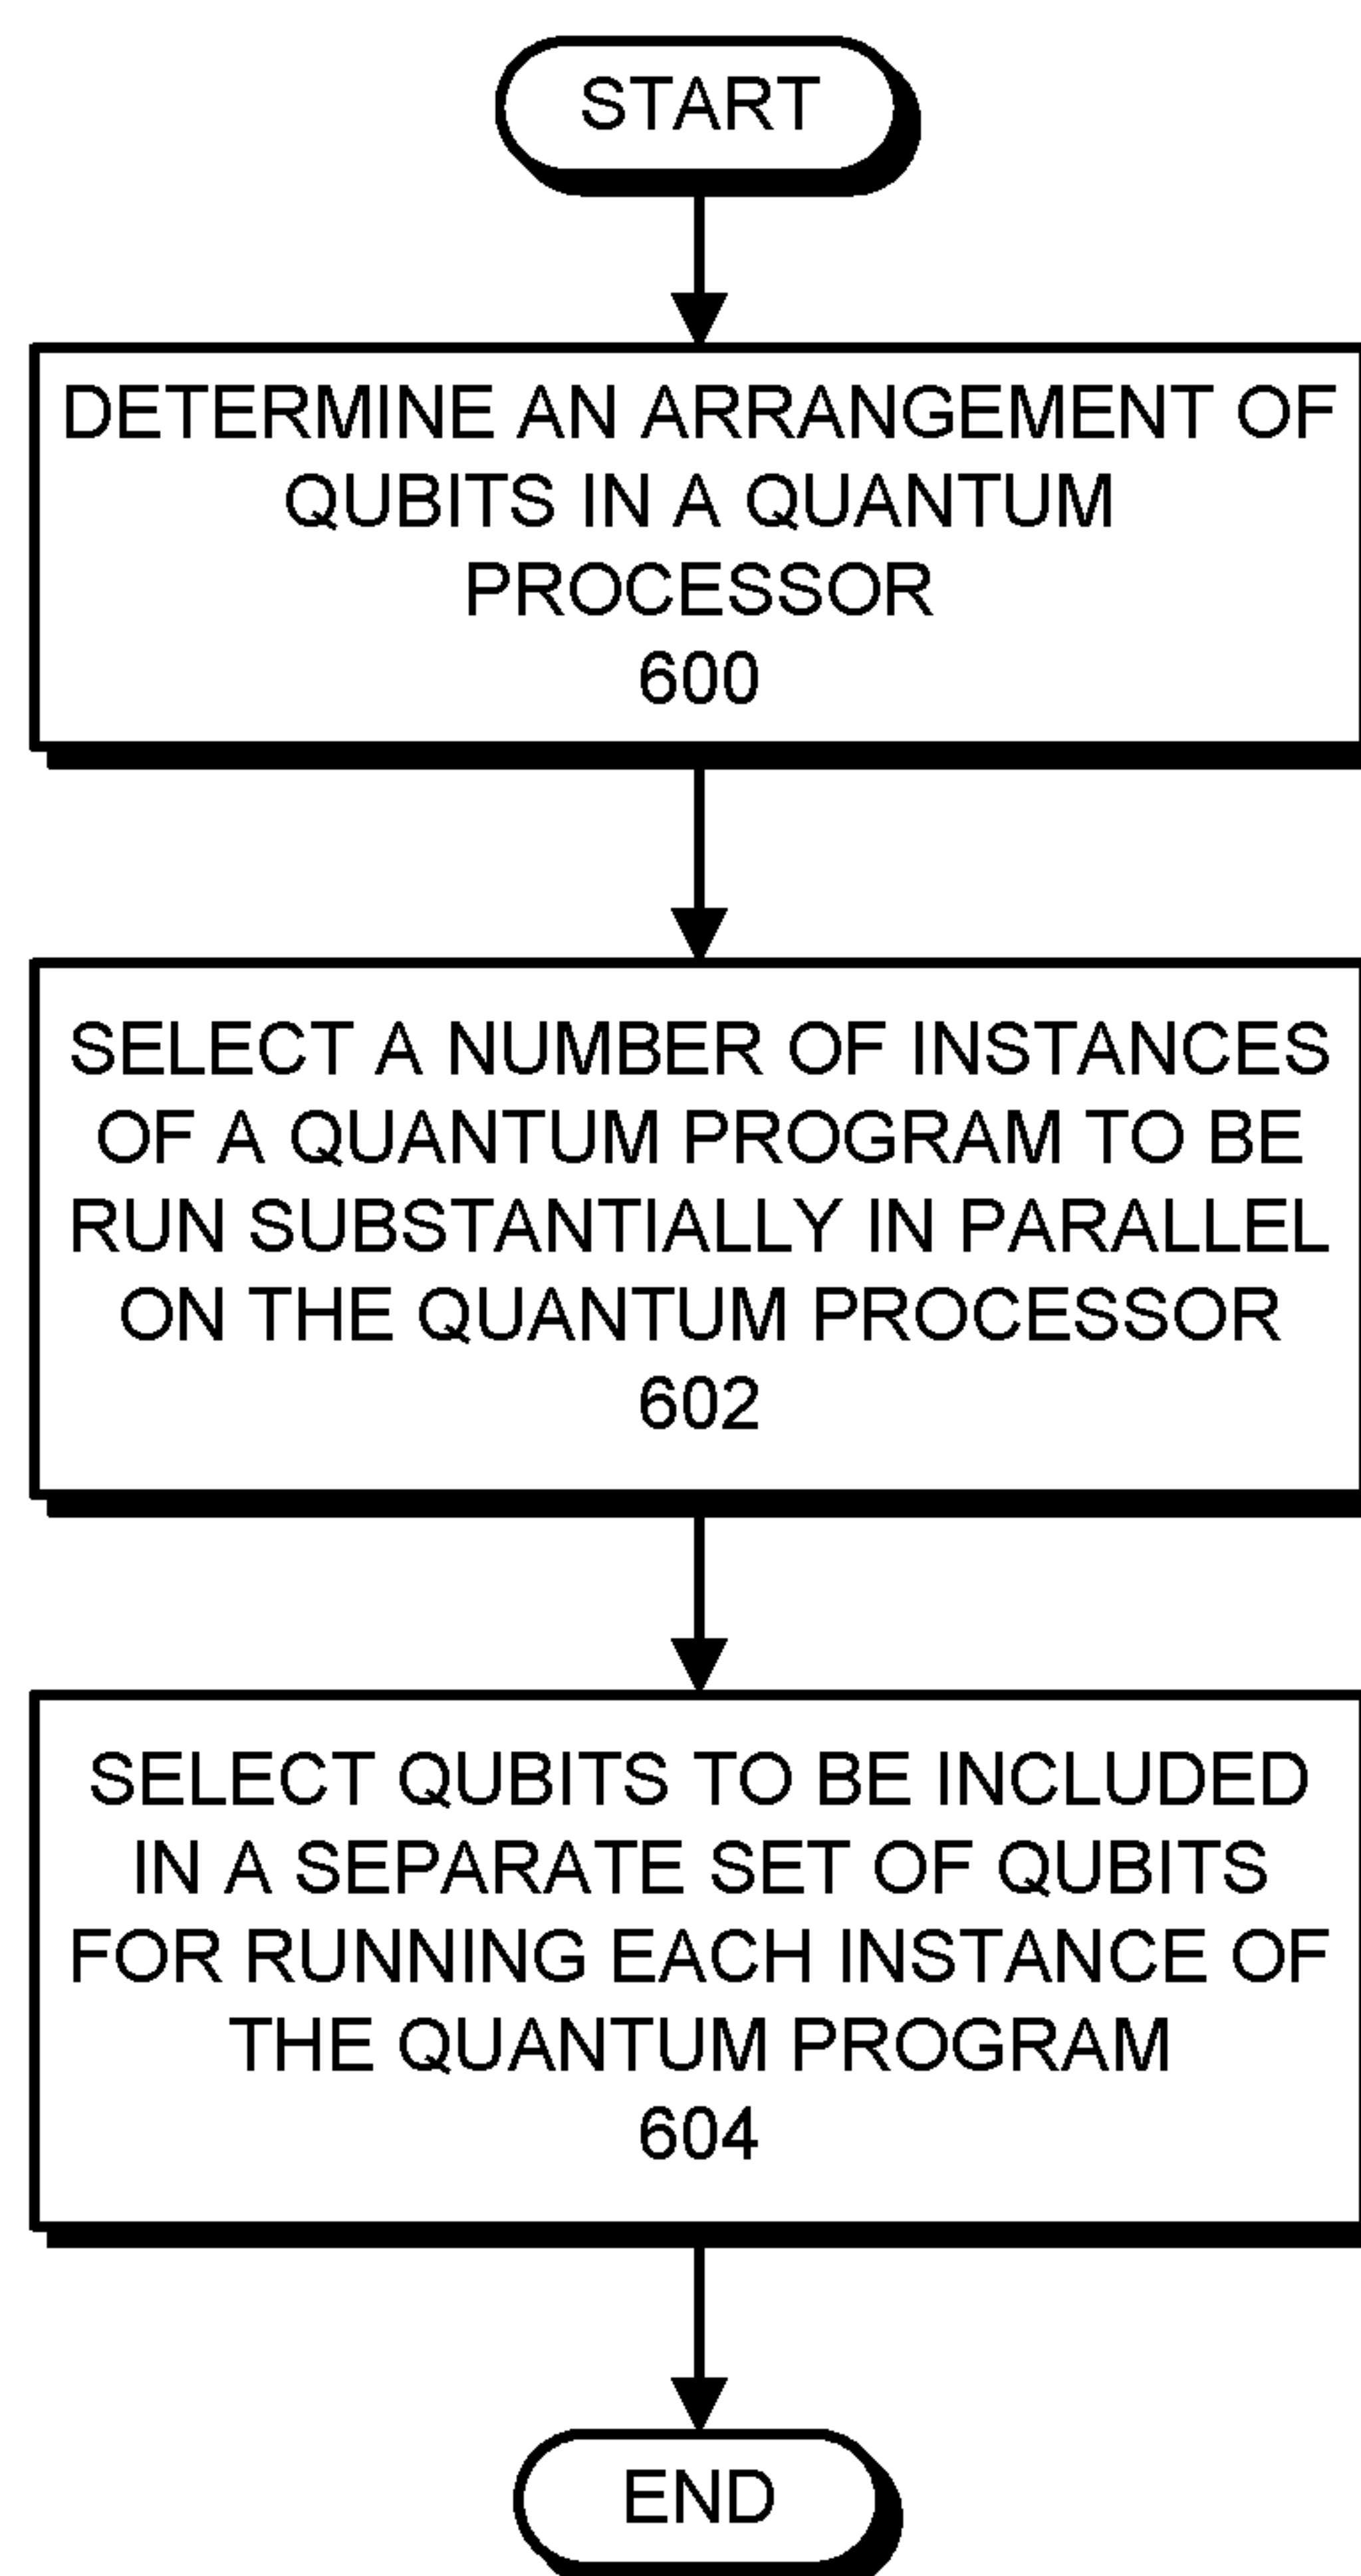 START
DETERMINE AN ARRANGEMENT OF
QUBITS IN A QUANTUM
PROCESSOR
600
SELECT A NUMBER OF INSTANCES
OF A QUANTUM PROGRAM TO BE
RUN SUBSTANTIALLY IN PARALLEL
ON THE QUANTUM PROCESSOR
602
SELECT QUBITS TO BE INCLUDED
IN A SEPARATE SET OF QUBITS
FOR RUNNING EACH INSTANCE OF
THE QUANTUM PROGRAM
604
END